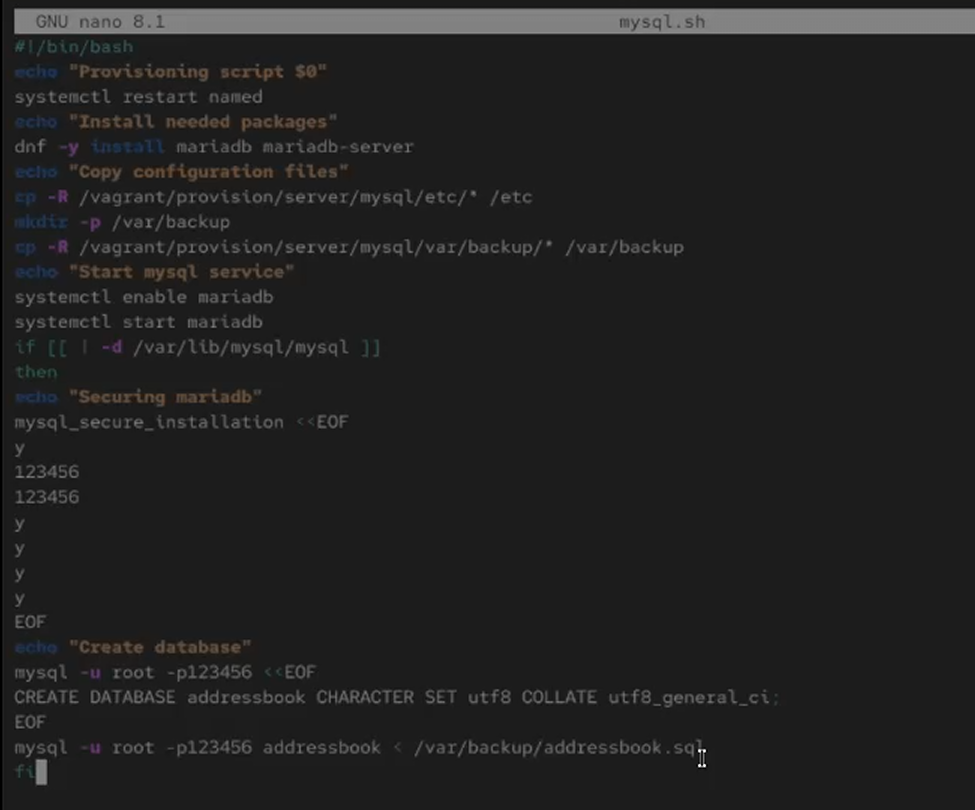 GNU nano 8.1 mysql.sh
#!/bin/bash
echo "Provisioning script $0"
systemctl restart named
echo "Install needed packages"
dnf -y install mariadb mariadb-server
echo "Copy configuration files"
cp -R /vagrant/provision/server/mysql/etc/* /etc
mkdir -p /var/backup
cp -R /vagrant/provision/server/mysql/var/backup/* /var/backup
echo "Start mysql service"
systemctl enable mariadb
systemctl start mariadb
if [[ ! -d /var/lib/mysql/mysql ]]
then
echo "Securing mariadb"
mysql_secure_installation <<EOF
y
123456
123456
y
y
y
y
EOF
echo "Create database"
mysql -u root -p123456 <<EOF
CREATE DATABASE addressbook CHARACTER SET utf8 COLLATE utf8_general_ci;
EOF
mysql -u root -p123456 addressbook < /var/backup/addressbook.sql
fi